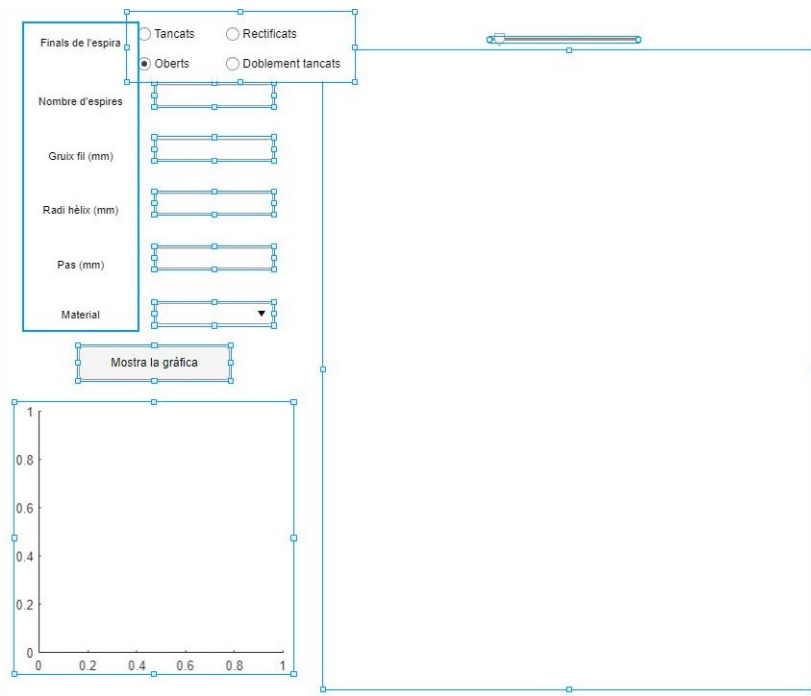 Finals de l'espira
Tancats
Rectificats
Oberts
Doblement tancats
Nombre d'espires
Gruix fil (mm)
Radi hèlix (mm)
Pas (mm)
Material
Mostra la gràfica
1
0.8
0.6
0.4
0.2
0
0 0.2 0.4 0.6 0.8 1